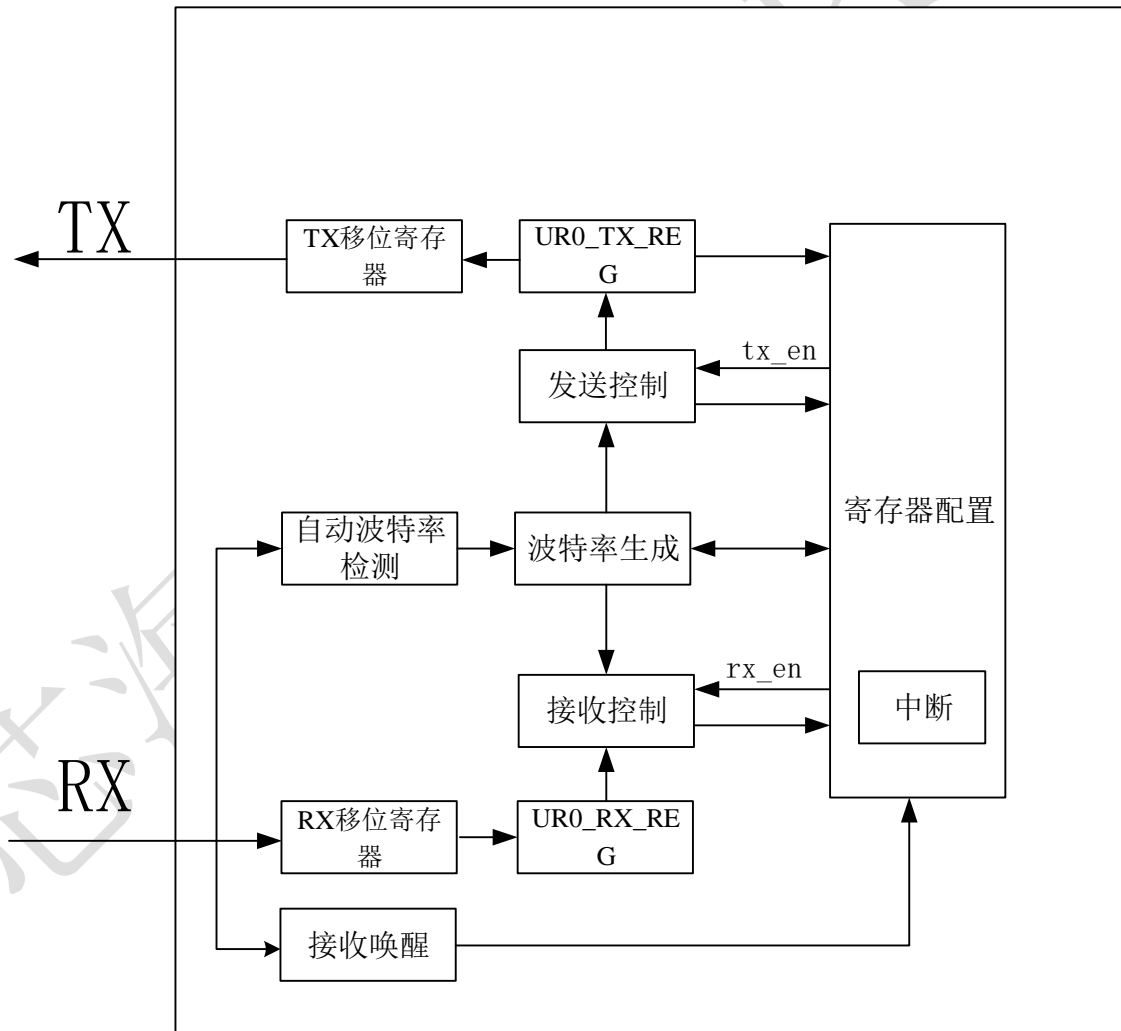 TX
TX移位寄存
器
UR0_TX_RE
G
tx_en
发送控制
自动波特率
检测
波特率生成
寄存器配置
rx_en
接收控制
中断
RX
RX移位寄存
器
UR0_RX_RE
G
接收唤醒
芯海